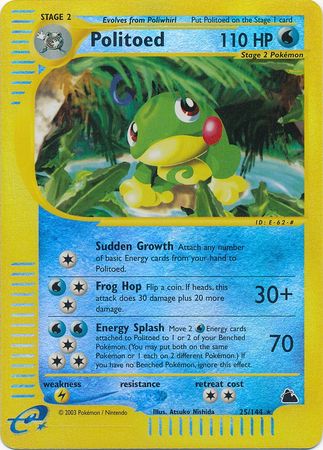 STAGE 2
Evolves from Poliwhirl
Put Politoed on the Stage 1 card
Politoed
110 HP
Stage 2 Pokémon
ID: E-62-#
Sudden Growth Attach any number
of basic Energy cards from your hand to
Politoed.
Frog Hop Flip a coin. If heads, this
attack does 30 damage plus 20 more
damage.
30+
Energy Splash Move 2 Energy cards
attached to Politoed to 1 or 2 of your Benched
Pokémon. (You may put both on the same
Pokémon or 1 each on 2 different Pokémon.) If
you have no Benched Pokémon, ignore this effect.
70
weakness
resistance
retreat cost
e
© 2003 Pokémon / Nintendo
Illus. Atsuko Nishida
25/144 ★